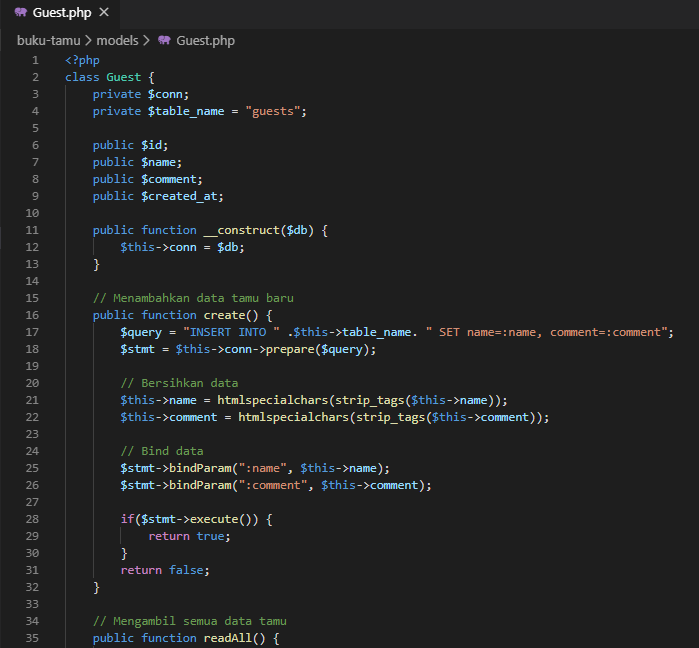 Guest.php
buku-tamu > models > Guest.php
1 <?php
2 class Guest {
3     private $conn;
4     private $table_name = "guests";
5
6     public $id;
7     public $name;
8     public $comment;
9     public $created_at;
10
11     public function __construct($db) {
12         $this->conn = $db;
13     }
14
15     // Menambahkan data tamu baru
16     public function create() {
17         $query = "INSERT INTO " .$this->table_name. " SET name=:name, comment=:comment";
18         $stmt = $this->conn->prepare($query);
19
20         // Bersihkan data
21         $this->name = htmlspecialchars(strip_tags($this->name));
22         $this->comment = htmlspecialchars(strip_tags($this->comment));
23
24         // Bind data
25         $stmt->bindParam(":name", $this->name);
26         $stmt->bindParam(":comment", $this->comment);
27
28         if($stmt->execute()) {
29             return true;
30         }
31         return false;
32     }
33
34     // Mengambil semua data tamu
35     public function readAll() {